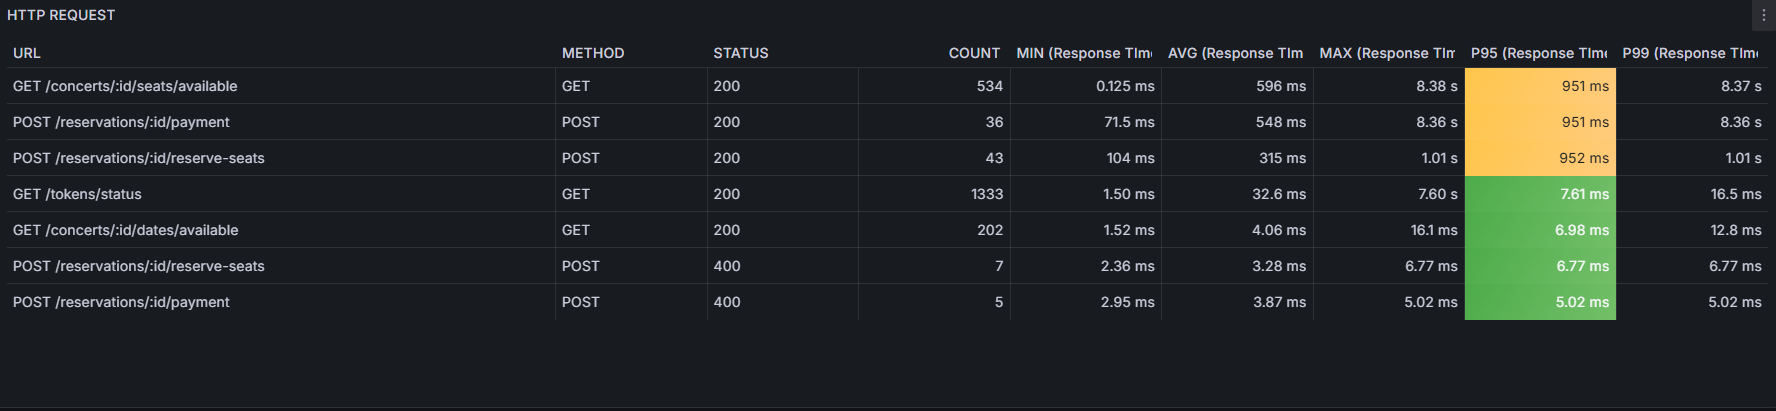 HTTP REQUEST
URL METHOD STATUS COUNT MIN (Response TIm AVG (Response TIm MAX (Response TIm P95 (Response TIme P99 (Response TIme
GET /concerts/:id/seats/available GET 200 534 0.125 ms 596 ms 8.38 s 951 ms 8.37 s
POST /reservations/:id/payment POST 200 36 71.5 ms 548 ms 8.36 s 951 ms 8.36 s
POST /reservations/:id/reserve-seats POST 200 43 104 ms 315 ms 1.01 s 952 ms 1.01 s
GET /tokens/status GET 200 1333 1.50 ms 32.6 ms 7.60 s 7.61 ms 16.5 ms
GET /concerts/:id/dates/available GET 200 202 1.52 ms 4.06 ms 16.1 ms 6.98 ms 12.8 ms
POST /reservations/:id/reserve-seats POST 400 7 2.36 ms 3.28 ms 6.77 ms 6.77 ms 6.77 ms
POST /reservations/:id/payment POST 400 5 2.95 ms 3.87 ms 5.02 ms 5.02 ms 5.02 ms